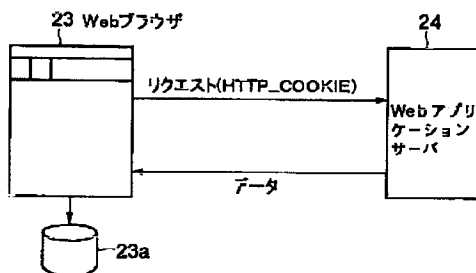 23 Webブラウザ
24
リクエスト(HTTP_COOKIE)
Webアプリ
ケーション
サーバ
データ
23a